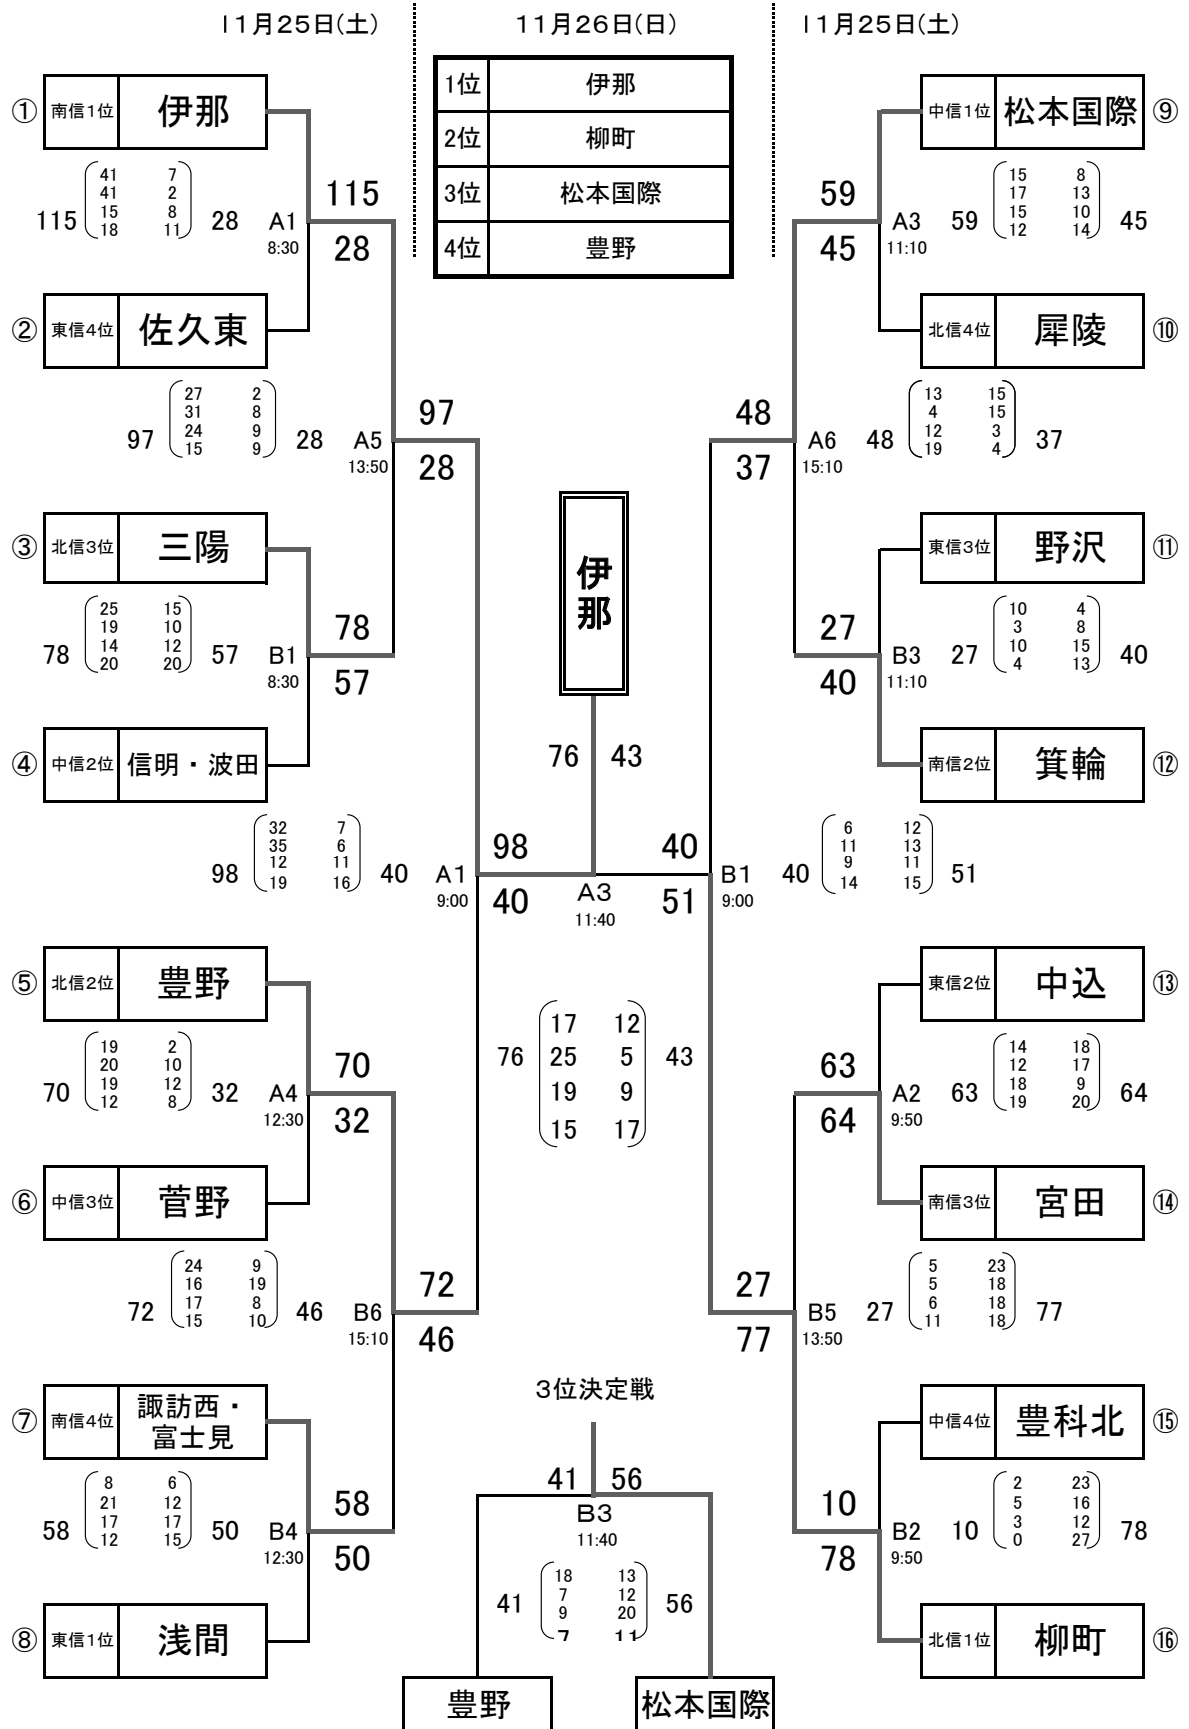 11月25日(土)
11月26日(日)
11月25日(土)
1位 伊那
2位 柳町
3位 松本国際
4位 豊野
① 南信1位 伊那
115 28
41 7
41 2
15 8
18 11
A1
8:30
115
28
② 東信4位 佐久東
97 28
27 2
31 8
24 9
15 9
A5
13:50
97
28
③ 北信3位 三陽
78 57
25 15
19 10
14 12
20 20
B1
8:30
78
57
④ 中信2位 信明・波田
98 40
32 7
35 6
12 11
19 16
A1
9:00
98
40
⑤ 北信2位 豊野
70 32
19 2
20 10
19 12
12 8
A4
12:30
70
32
⑥ 中信3位 菅野
72 46
24 9
16 19
17 8
15 10
B6
15:10
72
46
⑦ 南信4位 諏訪西・
富士見
58 50
8 6
21 12
17 17
12 15
B4
12:30
58
50
⑧ 東信1位 浅間
伊那
76 43
A3
11:40
76 43
17 12
25 5
19 9
15 17
3位決定戦
41 56
B3
11:40
41 56
18 13
7 12
9 20
7 11
豊野
松本国際
中信1位 松本国際 ⑨
59
45
A3
11:10
59 45
15 8
17 13
15 10
12 14
北信4位 犀陵 ⑩
48
37
A6
15:10
48 37
13 15
4 15
12 3
19 4
東信3位 野沢 ⑪
27
40
B3
11:10
27 40
10 4
3 8
10 15
4 13
南信2位 箕輪 ⑫
40
51
B1
9:00
40 51
6 12
11 13
9 11
14 15
東信2位 中込 ⑬
63
64
A2
9:50
63 64
14 18
12 17
18 9
19 20
南信3位 宮田 ⑭
27
77
B5
13:50
27 77
5 23
5 18
6 18
11 18
中信4位 豊科北 ⑮
10
78
B2
9:50
10 78
2 23
5 16
3 12
0 27
北信1位 柳町 ⑯